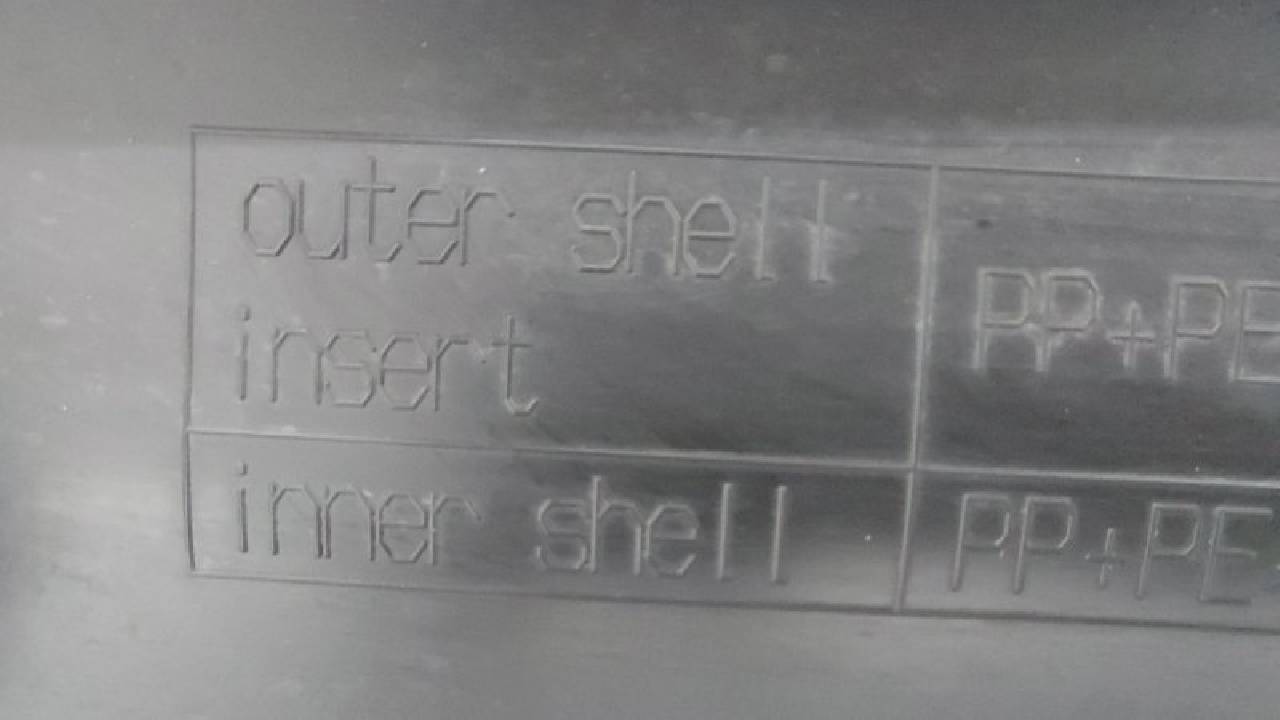 outer shell
insert
PP+PE
inner shell
PP+PE